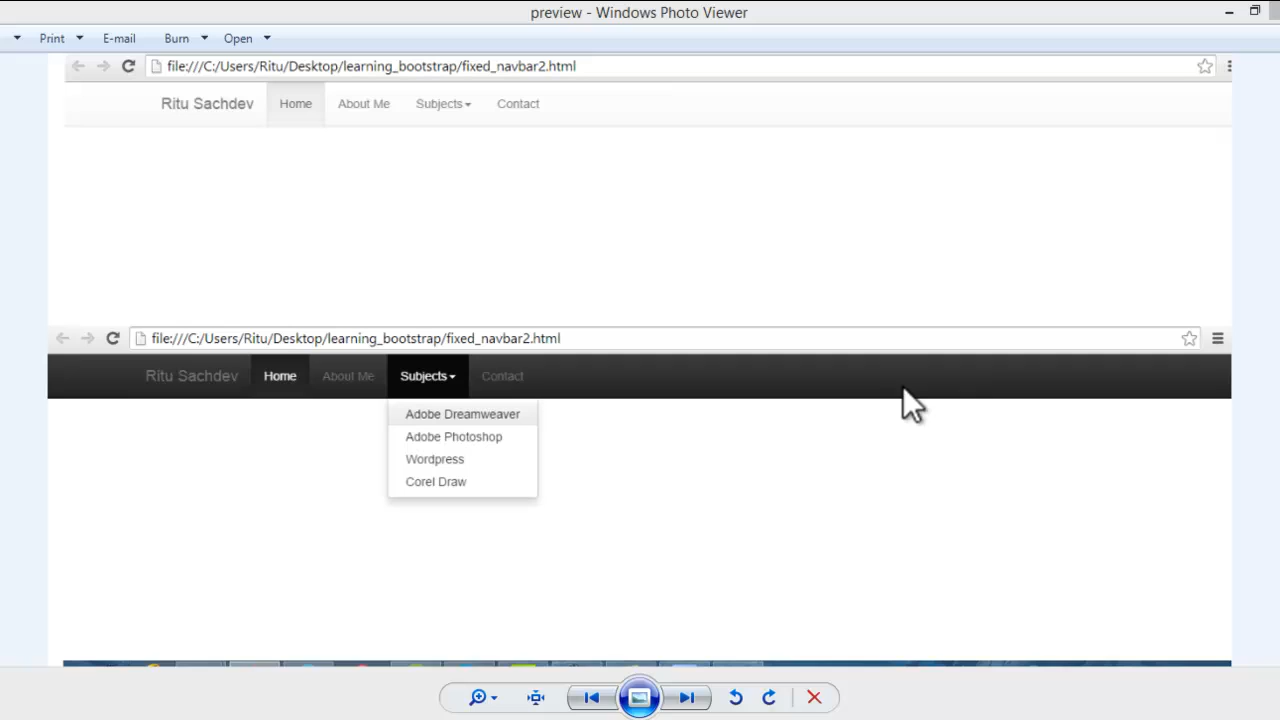 preview - Windows Photo Viewer
Print E-mail Burn Open
file:///C:/Users/Ritu/Desktop/learning_bootstrap/fixed_navbar2.html
Ritu Sachdev Home About Me Subjects Contact
file:///C:/Users/Ritu/Desktop/learning_bootstrap/fixed_navbar2.html
Ritu Sachdev Home About Me Subjects Contact
Adobe Dreamweaver
Adobe Photoshop
Wordpress
Corel Draw